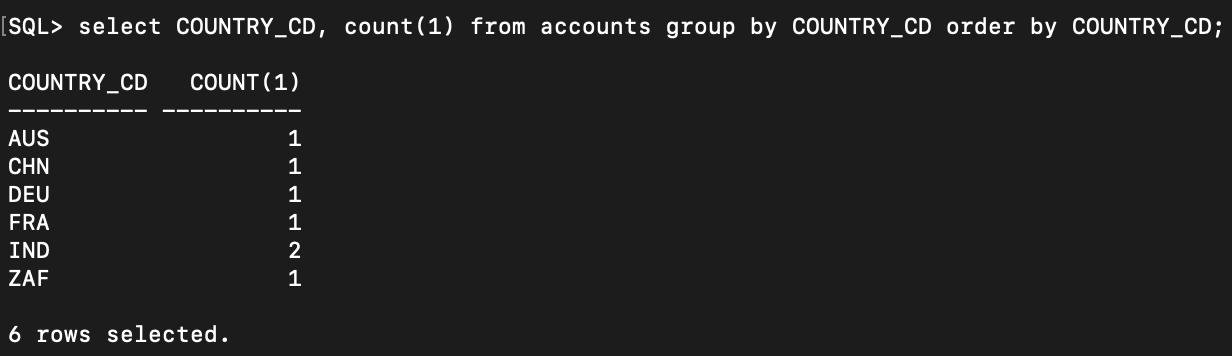 [SQL> select COUNTRY_CD, count(1) from accounts group by COUNTRY_CD order by COUNTRY_CD;
COUNTRY_CD   COUNT(1)
---------- ----------
AUS                 1
CHN                 1
DEU                 1
FRA                 1
IND                 2
ZAF                 1
6 rows selected.